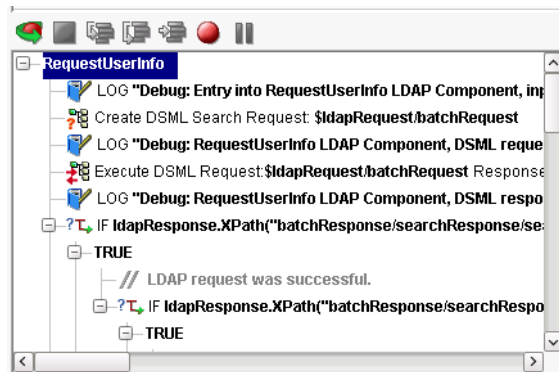 RequestUserInfo
LOG "Debug: Entry into RequestUserInfo LDAP Component,
Create DSML Search Request: $ldapRequest/batchRequest
LOG "Debug: RequestUserInfo LDAP Component, DSML reque
Execute DSML Request:$ldapRequest/batchRequest Response
LOG "Debug: RequestUserInfo LDAP Component, DSML respo
IF ldapResponse.XPath("batchResponse/searchResponse/se
TRUE
// LDAP request was successful.
IF ldapResponse.XPath("batchResponse/searchRespo
TRUE